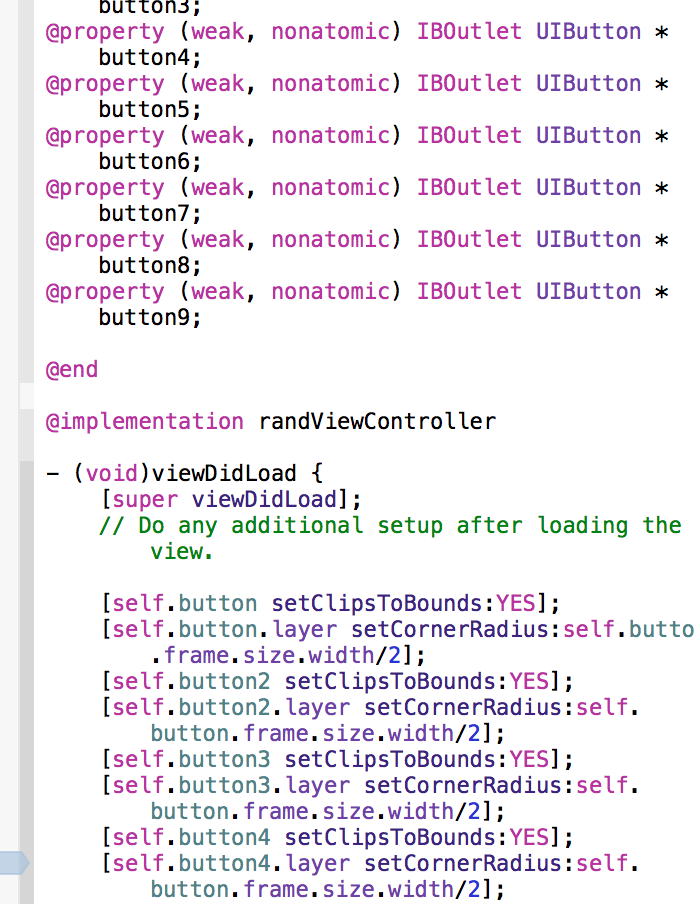 button3;
@property (weak, nonatomic) IBOutlet UIButton *
button4;
@property (weak, nonatomic) IBOutlet UIButton *
button5;
@property (weak, nonatomic) IBOutlet UIButton *
button6;
@property (weak, nonatomic) IBOutlet UIButton *
button7;
@property (weak, nonatomic) IBOutlet UIButton *
button8;
@property (weak, nonatomic) IBOutlet UIButton *
button9;
@end
@implementation randViewController
- (void)viewDidLoad {
[super viewDidLoad];
// Do any additional setup after loading the
view.
[self.button setClipsToBounds:YES];
[self.button.layer setCornerRadius:self.butto
.frame.size.width/2];
[self.button2 setClipsToBounds:YES];
[self.button2.layer setCornerRadius:self.
button.frame.size.width/2];
[self.button3 setClipsToBounds:YES];
[self.button3.layer setCornerRadius:self.
button.frame.size.width/2];
[self.button4 setClipsToBounds:YES];
[self.button4.layer setCornerRadius:self.
button.frame.size.width/2];